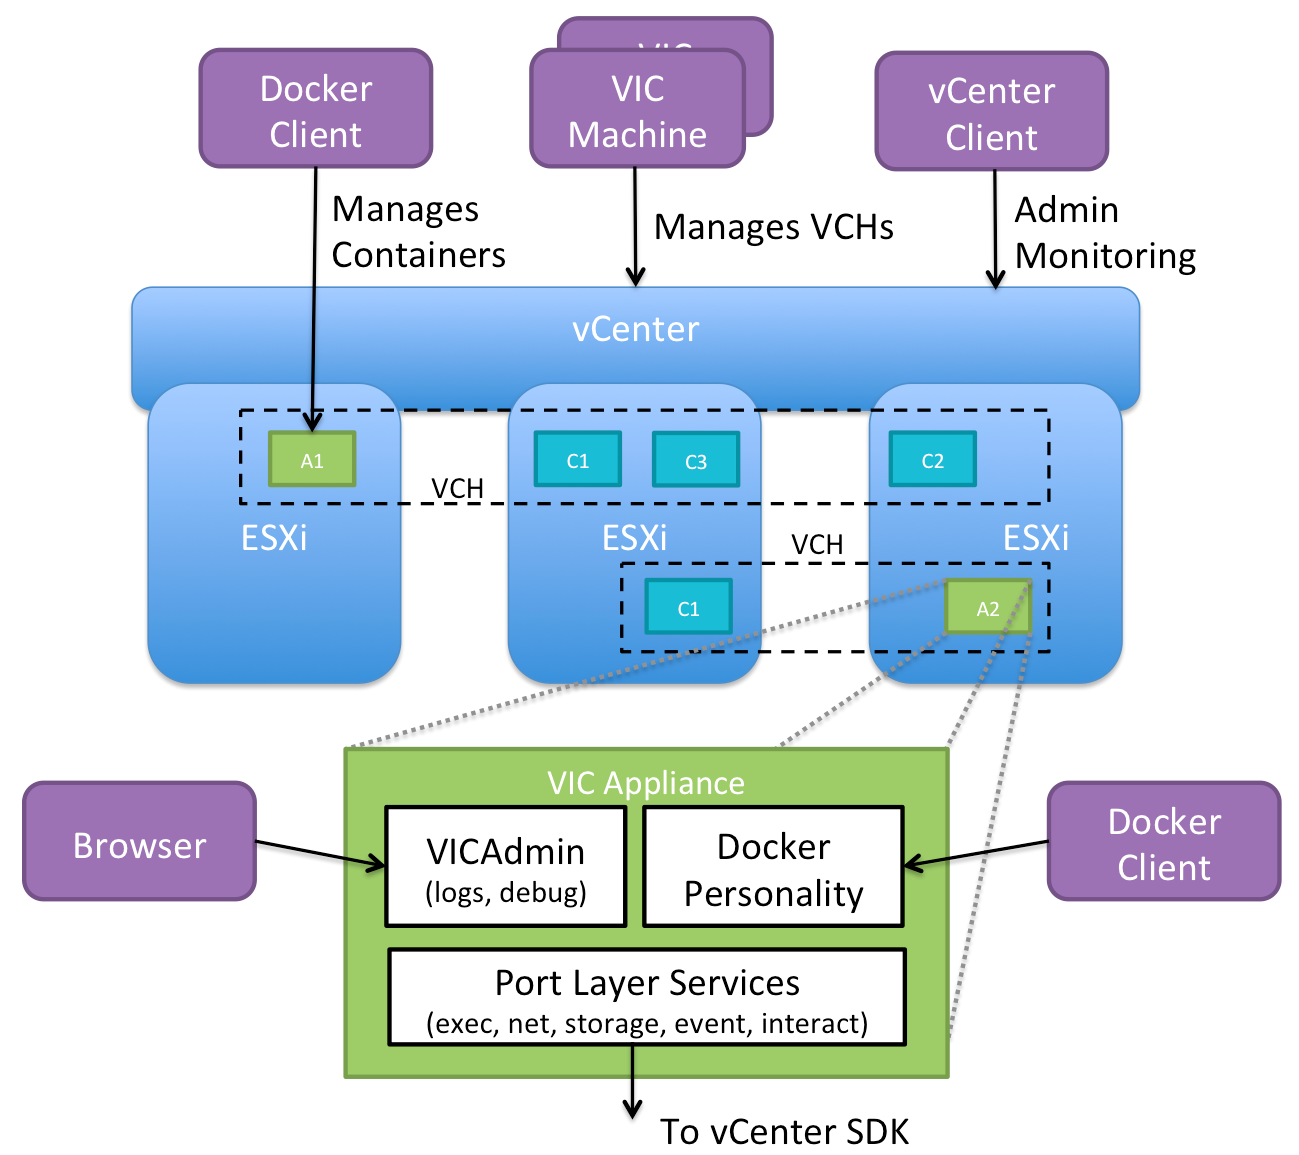 VIC
Docker
Client
VIC
Machine
vCenter
Client
Manages
Containers
Manages VCHs
Admin
Monitoring
vCenter
A1
C1
C3
C2
VCH
ESXi
ESXi
ESXi
VCH
C1
A2
VIC Appliance
Browser
VICAdmin
(logs, debug)
Docker
Personality
Docker
Client
Port Layer Services
(exec, net, storage, event, interact)
To vCenter SDK